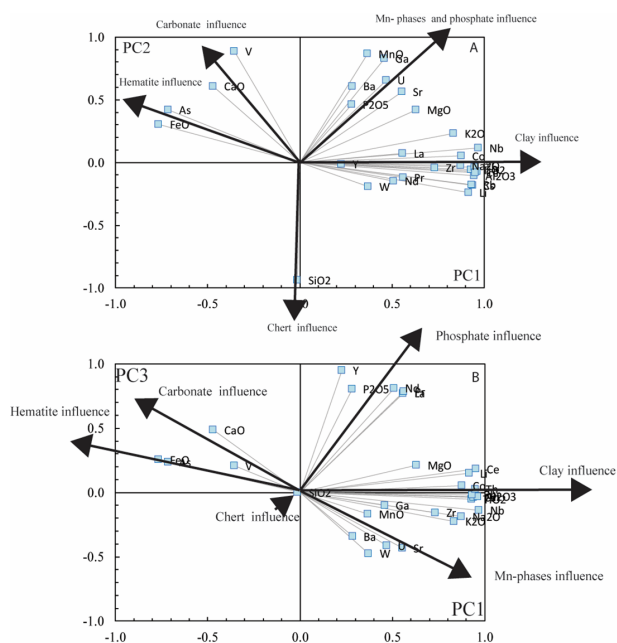 Carbonate influence
Mn- phases and phosphate influence
1.0
PC2
V
MnO
Ga
A
Hematite influence
CaO
Ba
U
Sr
0.5
As
P2O5
MgO
FeO
K2O
Clay influence
La
Nb
Co
0.0
Y
Zr
Na2O
Al2O3
Pr
Nd
W
Li
-0.5
SiO2
PC1
-1.0
-1.0 -0.5 0.0 0.5 1.0
Chert influence
Phosphate influence
1.0
PC3
Y
B
Carbonate influence
P2O5
Nd
La
Hematite influence
0.5
CaO
FeO
As
V
MgO
Ce
Li
Clay influence
Co
0.0
SiO2
Chert influence
Ga
Nb
MnO
Zr
Na2O
K2O
Ba
U
Sr
-0.5
W
Mn-phases influence
PC1
-1.0
-1.0 -0.5 0.0 0.5 1.0